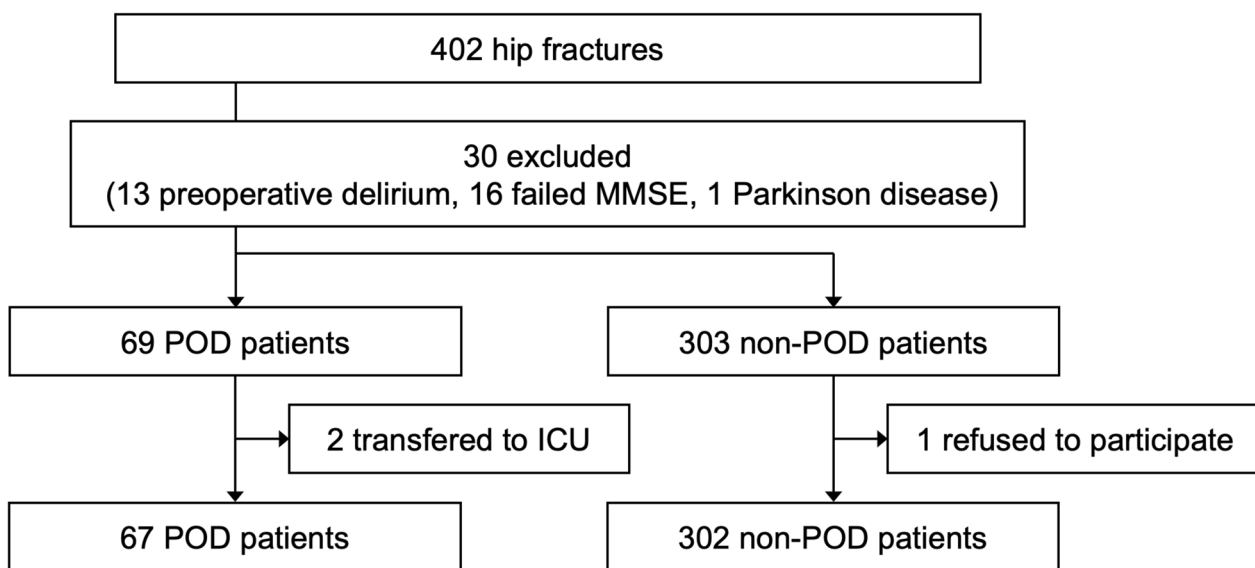 402 hip fractures
30 excluded
(13 preoperative delirium, 16 failed MMSE, 1 Parkinson disease)
69 POD patients
303 non-POD patients
2 transfered to ICU
1 refused to participate
67 POD patients
302 non-POD patients